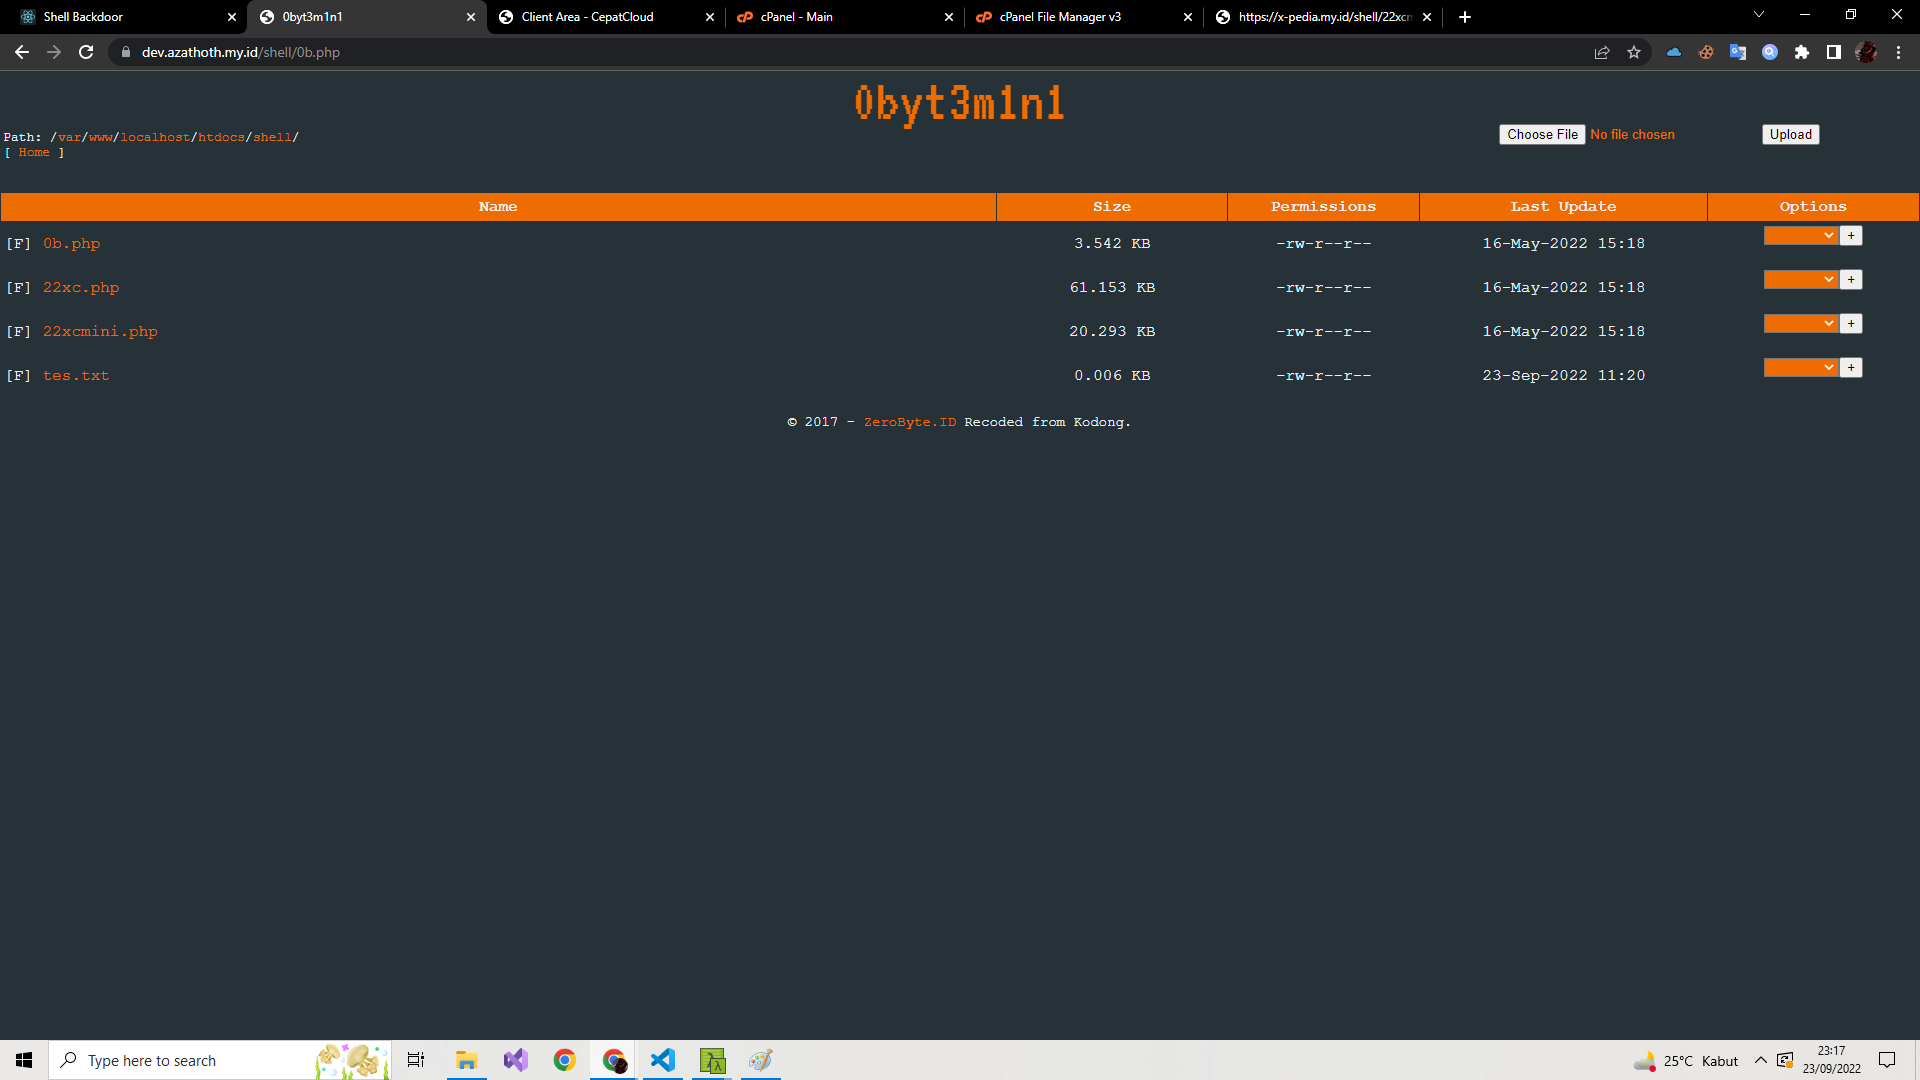 Shell Backdoor
0byt3m1n1
Client Area - CepatCloud
cPanel - Main
cPanel File Manager v3
https://x-pedia.my.id/shell/22xcm
dev.azathoth.my.id/shell/0b.php
0byt3m1n1
Path: /var/www/localhost/htdocs/shell/
[ Home ]
Choose File No file chosen
Upload
Name Size Permissions Last Update Options
[F] 0b.php 3.542 KB -rw-r--r-- 16-May-2022 15:18 +
[F] 22xc.php 61.153 KB -rw-r--r-- 16-May-2022 15:18 +
[F] 22xcmini.php 20.293 KB -rw-r--r-- 16-May-2022 15:18 +
[F] tes.txt 0.006 KB -rw-r--r-- 23-Sep-2022 11:20 +
© 2017 - ZeroByte.ID Recoded from Kodong.
Type here to search
25°C Kabut
23:17
23/09/2022